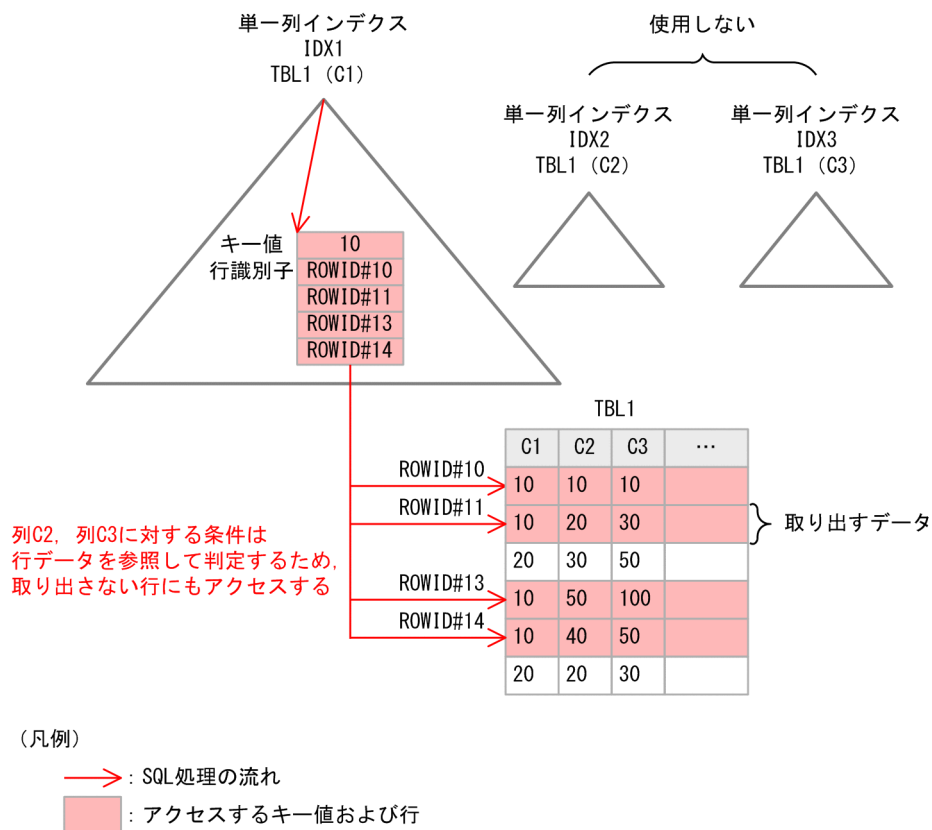 単一列インデクス
IDX1
TBL1（C1）
使用しない
単一列インデクス
IDX2
TBL1（C2）
単一列インデクス
IDX3
TBL1（C3）
キー値 10
行識別子 ROWID#10
ROWID#11
ROWID#13
ROWID#14
TBL1
C1 C2 C3 …
ROWID#10 10 10 10
ROWID#11 10 20 30 取り出すデータ
20 30 50
ROWID#13 10 50 100
ROWID#14 10 40 50
20 20 30
列C2，列C3に対する条件は
行データを参照して判定するため，
取り出さない行にもアクセスする
（凡例）
：SQL処理の流れ
：アクセスするキー値および行